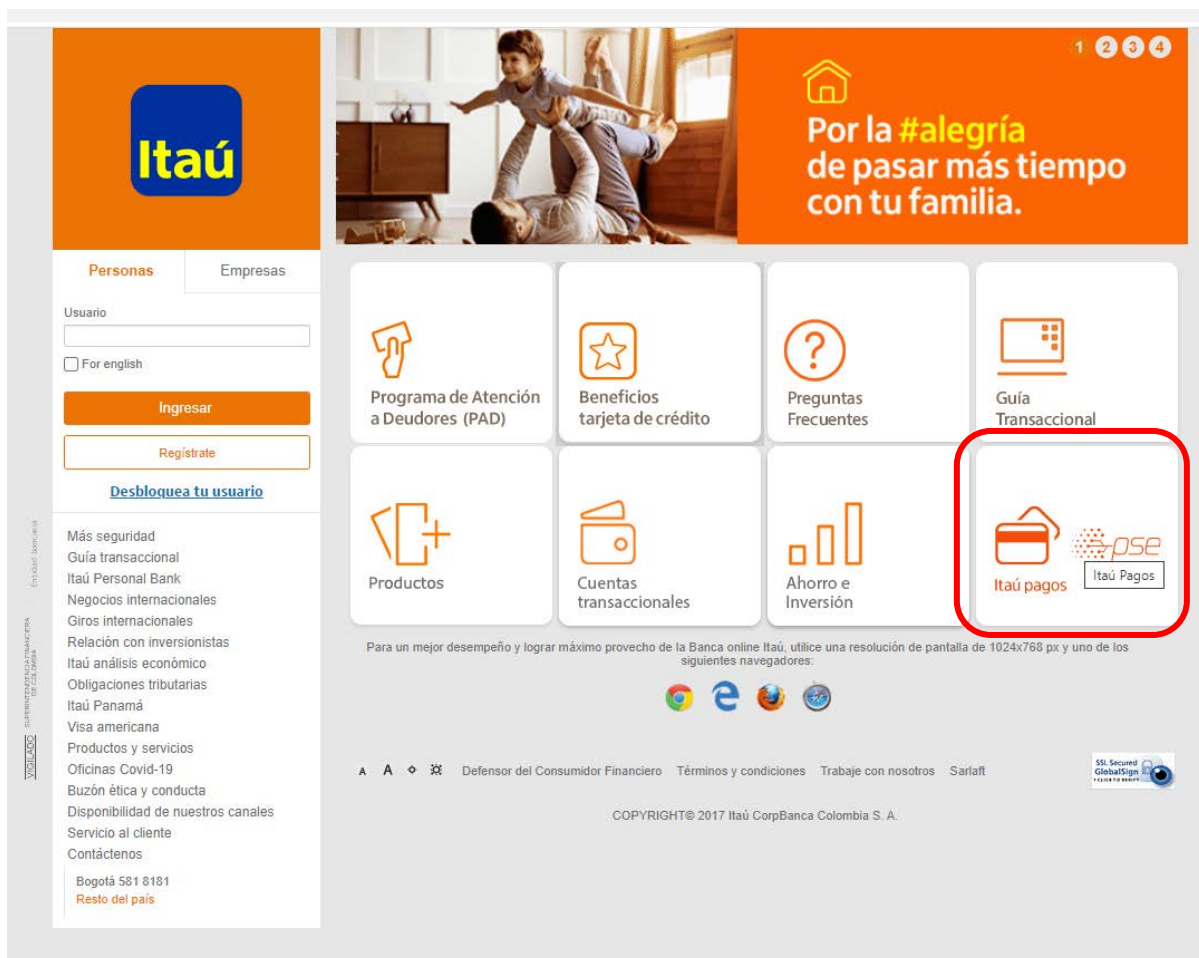 Itaú
1 2 3 4
Por la #alegría
de pasar más tiempo
con tu familia.
Personas
Empresas
Usuario
For english
Ingresar
Regístrate
Desbloquea tu usuario
Más seguridad
Guía transaccional
Itaú Personal Bank
Negocios internacionales
Giros internacionales
Relación con inversionistas
Itaú análisis económico
Obligaciones tributarias
Itaú Panamá
Visa americana
Productos y servicios
Oficinas Covid-19
Buzón ética y conducta
Disponibilidad de nuestros canales
Servicio al cliente
Contáctenos
Bogotá 581 8181
Resto del país
Programa de Atención
a Deudores (PAD)
Beneficios
tarjeta de crédito
Preguntas
Frecuentes
Guía
Transaccional
Productos
Cuentas
transaccionales
Ahorro e
Inversión
Itaú pagos
pse
Itaú Pagos
Para un mejor desempeño y lograr máximo provecho de la Banca online Itaú, utilice una resolución de pantalla de 1024x768 px y uno de los
siguientes navegadores:
A A Defensor del Consumidor Financiero Términos y condiciones Trabaje con nosotros Sarlaft
SSL Secured
GlobalSign
COPYRIGHT© 2017 Itaú CorpBanca Colombia S. A.
VIGILADO
SUPERINTENDENCIA FINANCIERA
DE COLOMBIA
Entidad bancaria